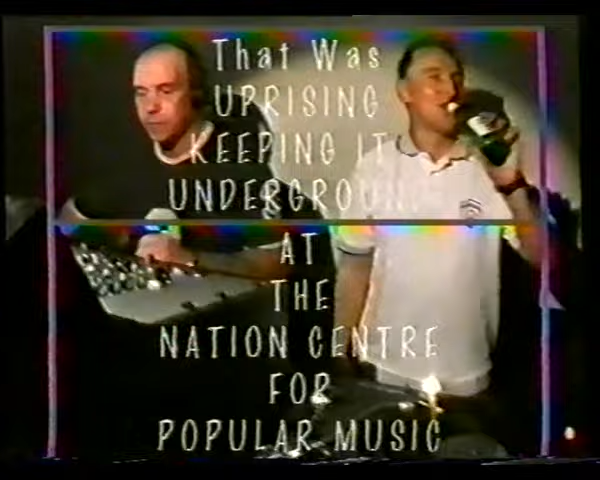 That Was
UPRISING
KEEPING IT
UNDERGROUND
AT
THE
NATION CENTRE
FOR
POPULAR MUSIC